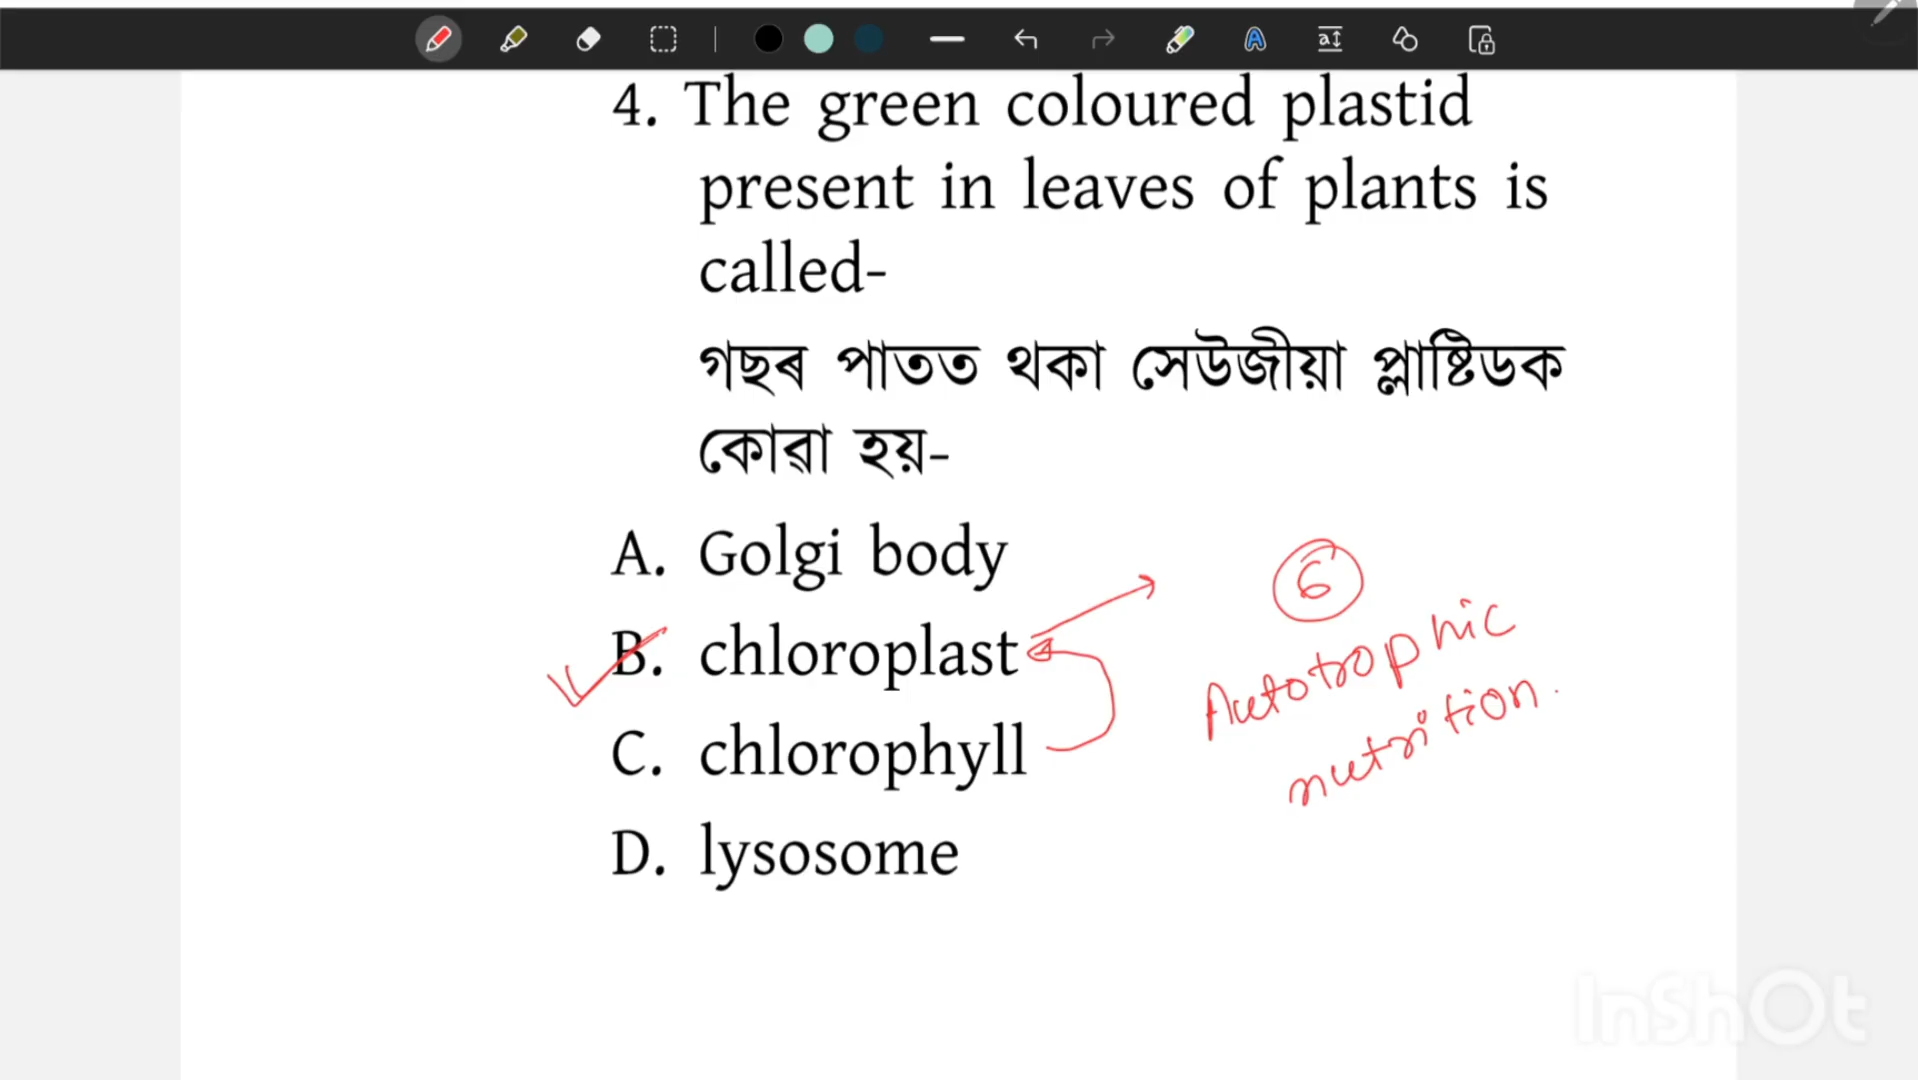 4. The green coloured plastid
present in leaves of plants is
called-
গছৰ পাতত থকা সেউজীয়া প্লাষ্টিডক
কোৱা হয়-
A. Golgi body
B. chloroplast
C. chlorophyll
D. lysosome
6
Autotrophic
nutrition.
InShOt